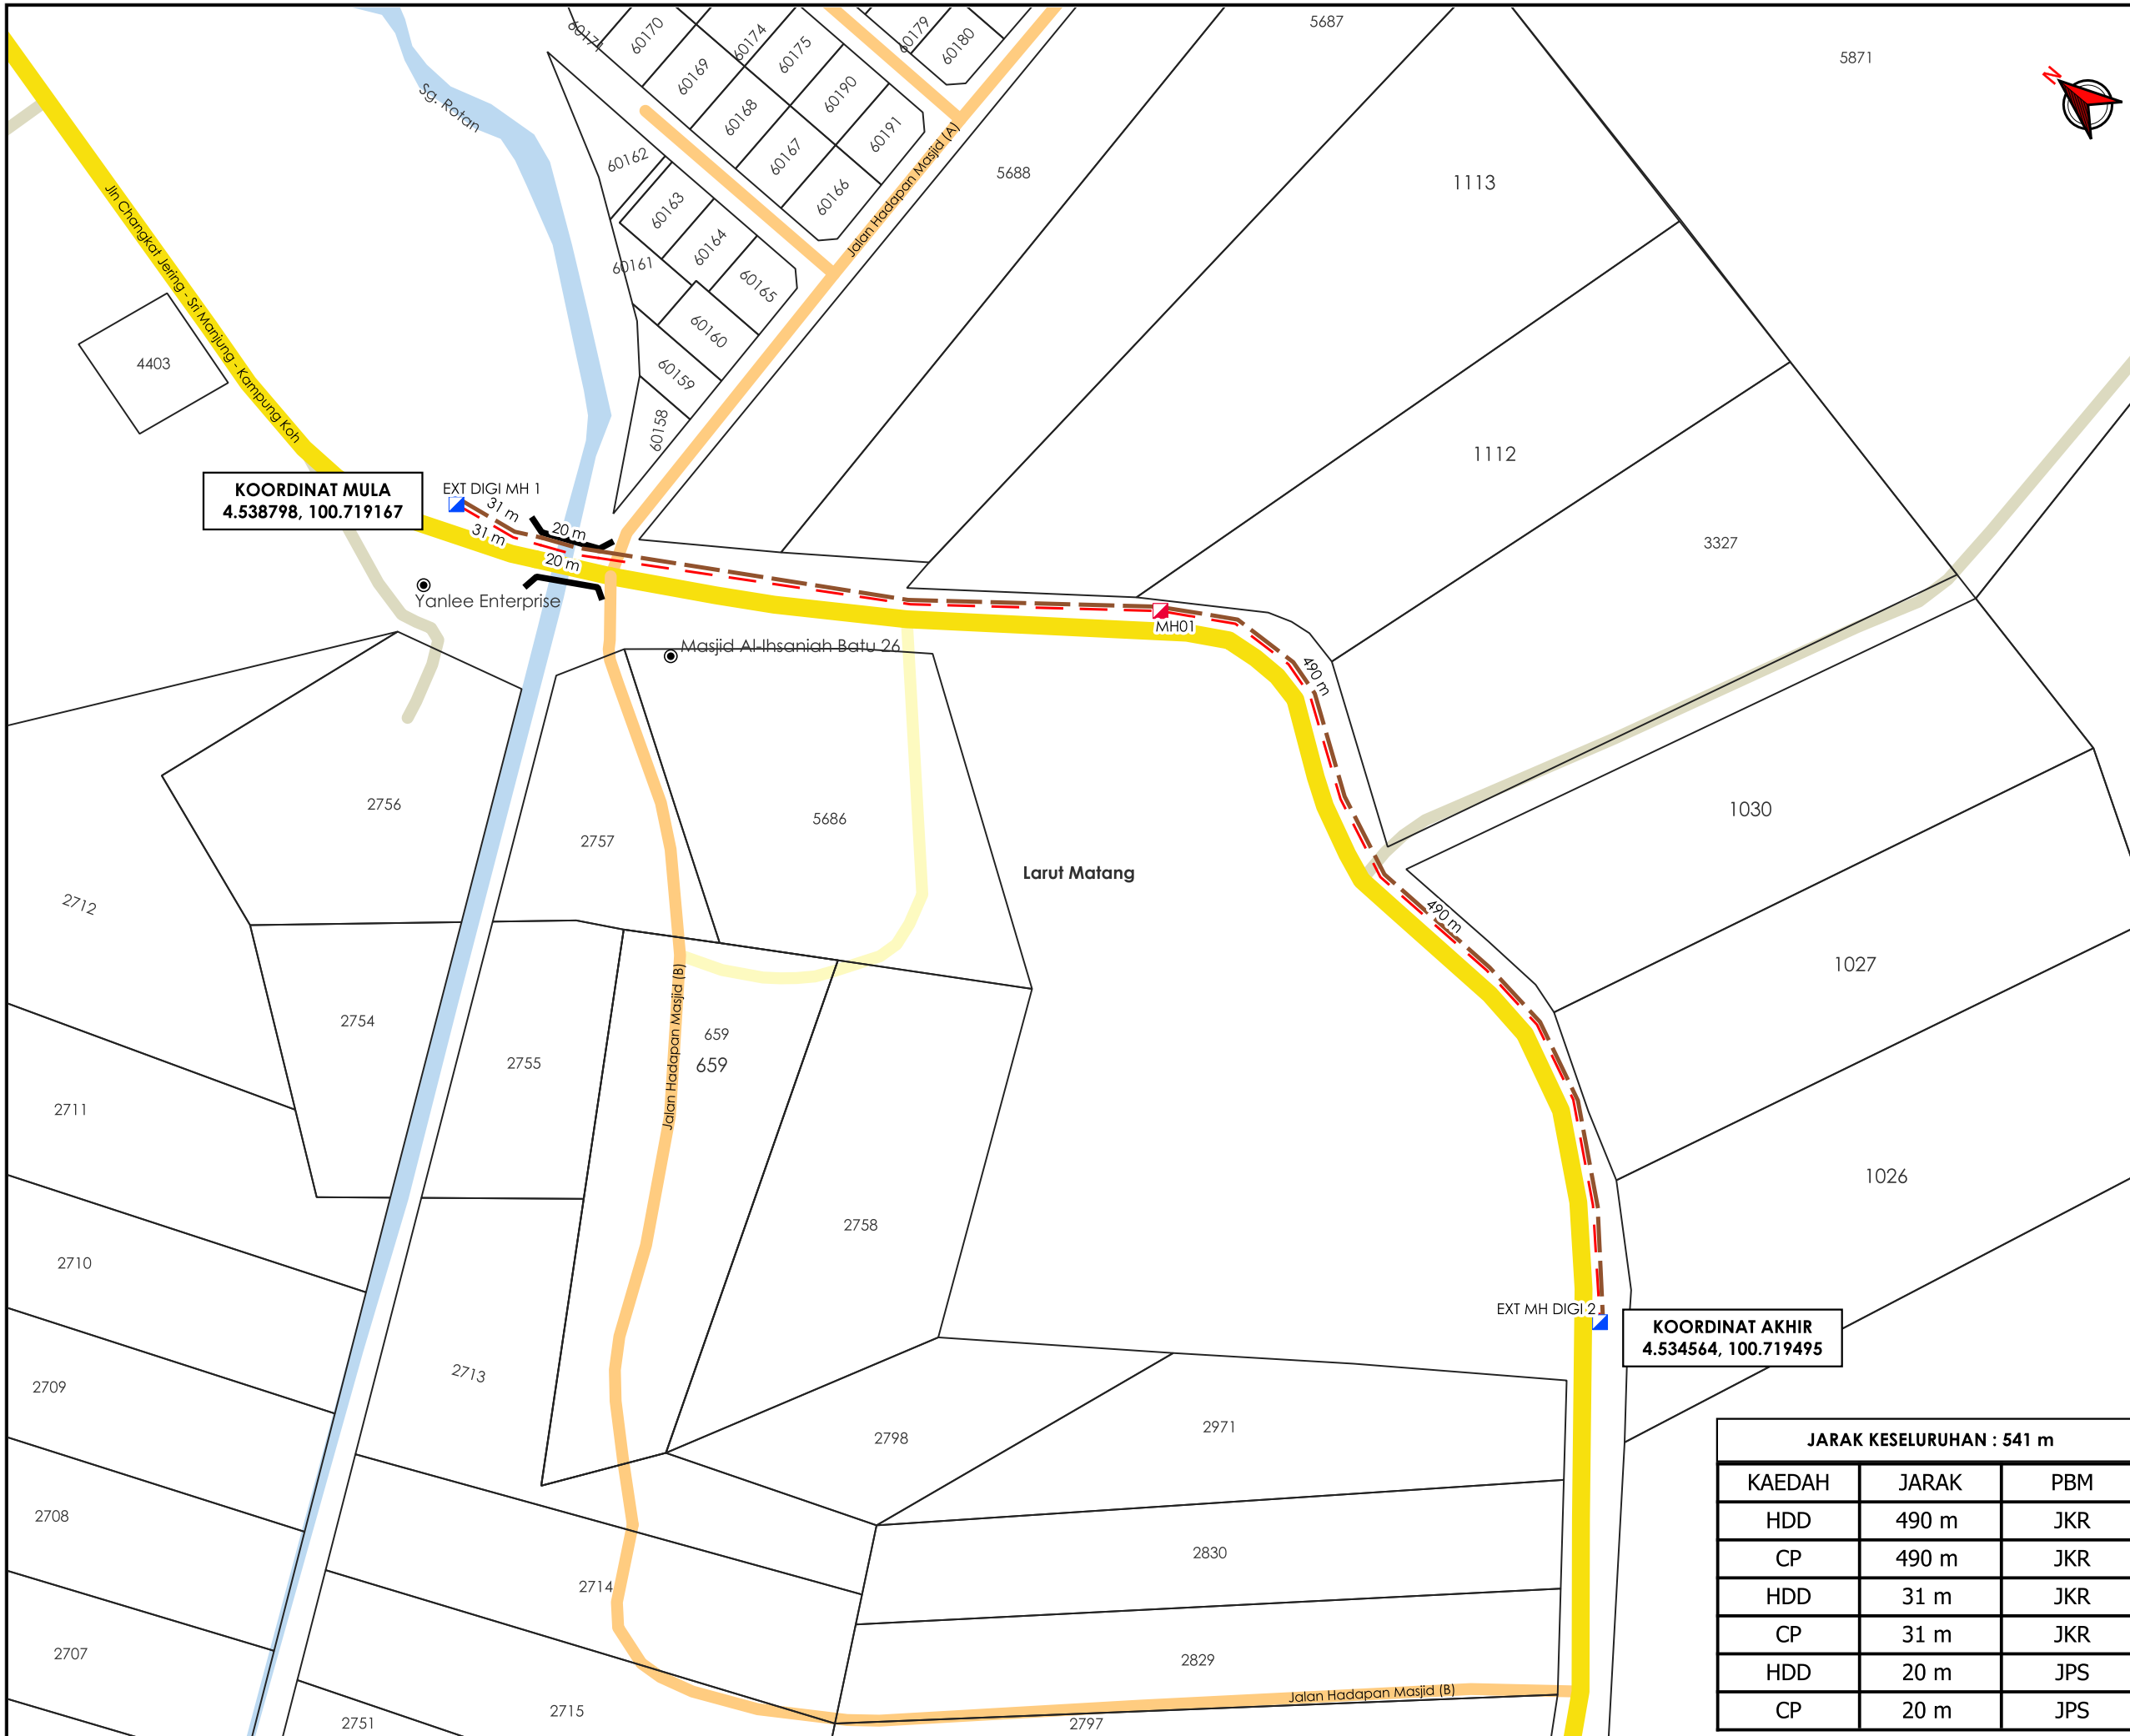 5687
5871
N
60171
60170
60174
60175
60179
60180
60169
60168
60190
60191
60167
60166
60162
60163
60164
60165
60161
60160
60159
60158
Sg. Rotan
Jalan Hadapan Masjid (A)
5688
1113
1112
3327
Jln Changkat Jering - Sri Manjung - Kampung Koh
4403
KOORDINAT MULA
4.538798, 100.719167
EXT DIGI MH 1
31 m
31 m
20 m
20 m
Yanlee Enterprise
Masjid Al-Ihsaniah Batu 26
MH01
490 m
490 m
2756
2757
5686
Larut Matang
1030
1027
1026
2712
2754
2755
659
659
Jalan Hadapan Masjid (B)
2711
2710
2758
2709
2713
2708
2798
2971
EXT MH DIGI 2
KOORDINAT AKHIR
4.534564, 100.719495
2714
2830
2707
2829
2751
2715
2797
Jalan Hadapan Masjid (B)
JARAK KESELURUHAN : 541 m
KAEDAH JARAK PBM
HDD 490 m JKR
CP 490 m JKR
HDD 31 m JKR
CP 31 m JKR
HDD 20 m JPS
CP 20 m JPS